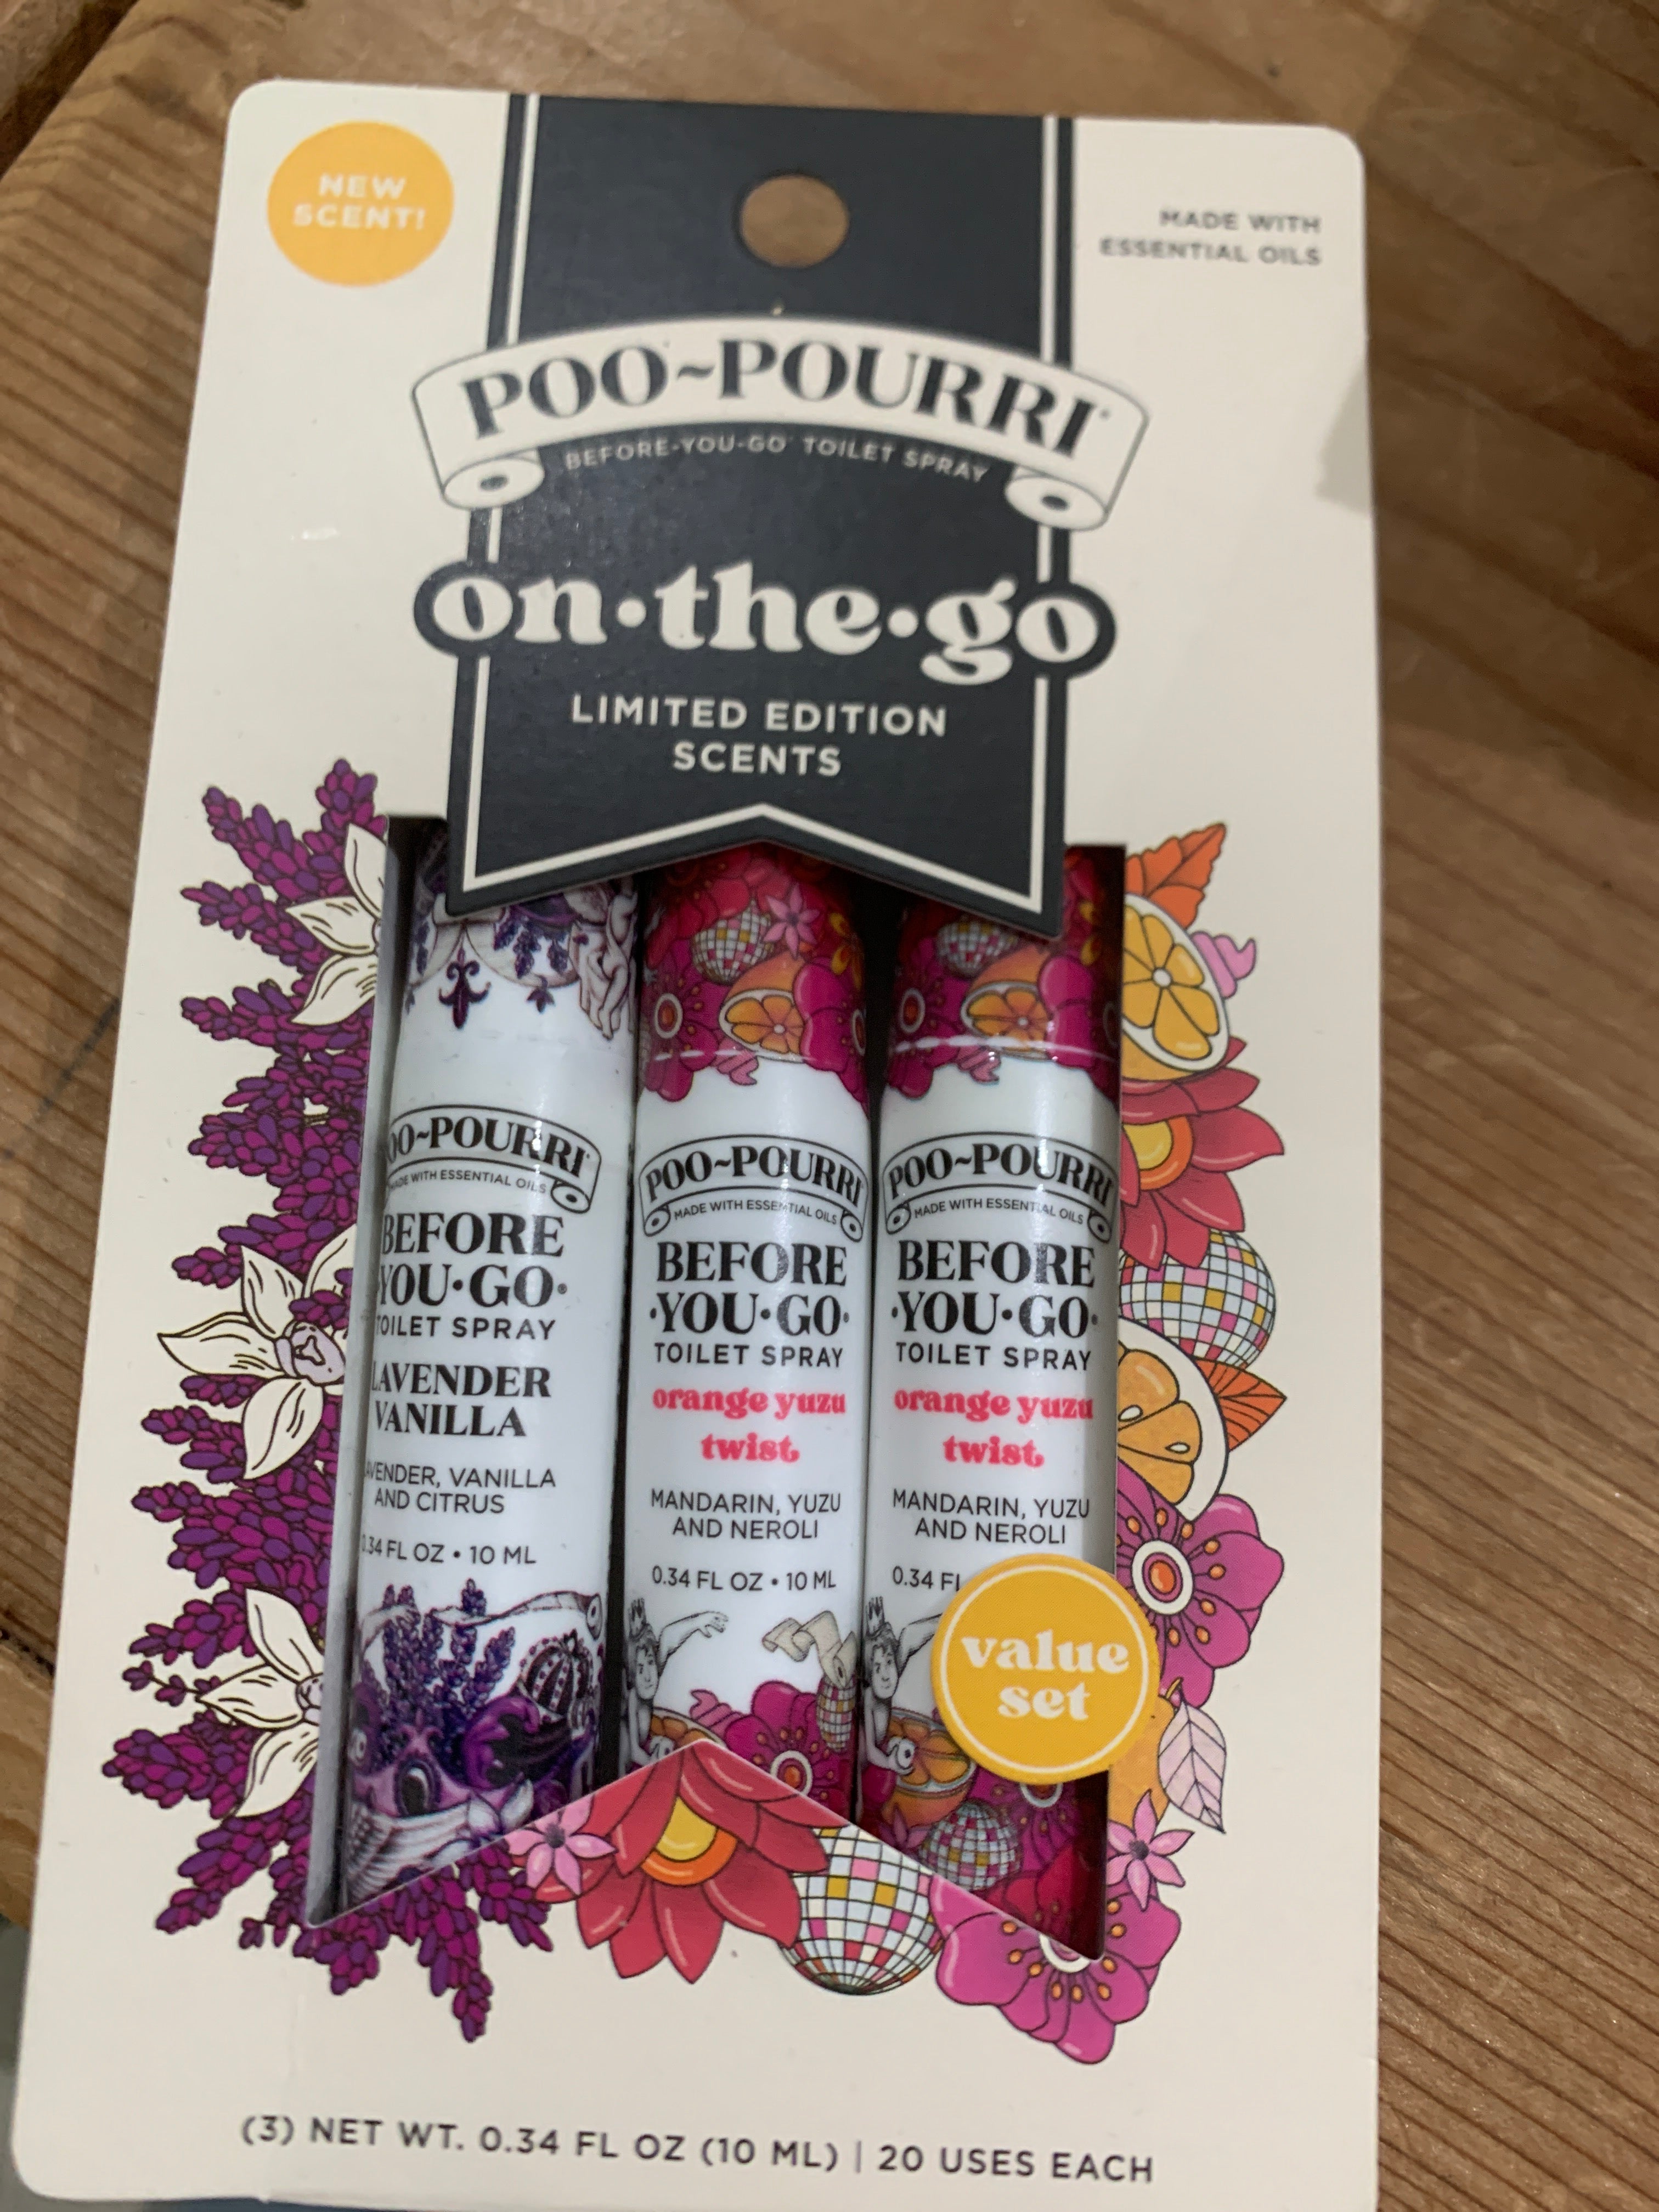 NEW
SCENT!
MADE WITH
ESSENTIAL OILS
POO~POURRI
BEFORE-YOU-GO TOILET SPRAY
on·the·go
LIMITED EDITION
SCENTS
OO~POURRI
MADE WITH ESSENTIAL OILS
BEFORE
YOU·GO·
TOILET SPRAY
LAVENDER
VANILLA
AVENDER, VANILLA
AND CITRUS
0.34 FL OZ • 10 ML
POO~POURRI
MADE WITH ESSENTIAL OILS
BEFORE
·YOU·GO·
TOILET SPRAY
orange yuzu
twist
MANDARIN, YUZU
AND NEROLI
0.34 FL OZ • 10 ML
POO~POURRI
MADE WITH ESSENTIAL OILS
BEFORE
·YOU·GO·
TOILET SPRAY
orange yuzu
twist
MANDARIN, YUZU
AND NEROLI
0.34 FL
value
set
(3) NET WT. 0.34 FL OZ (10 ML) | 20 USES EACH